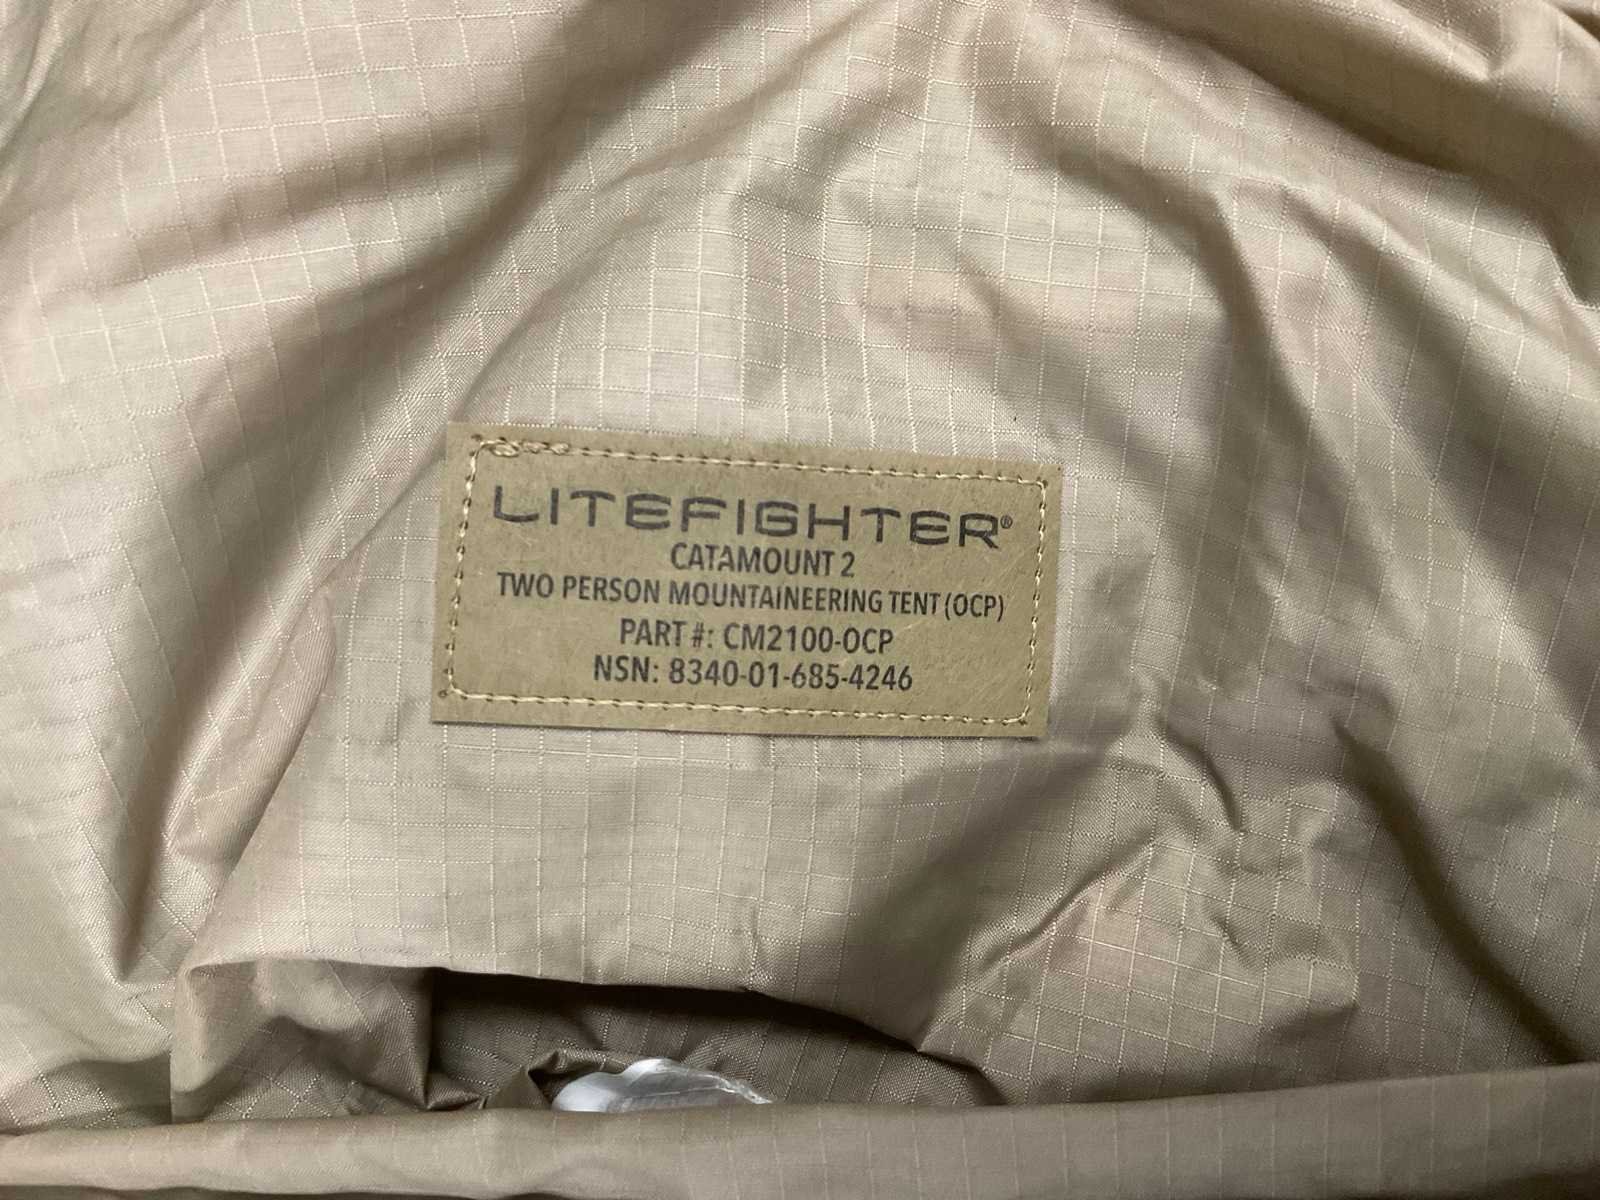 LITEFIGHTER®
CATAMOUNT 2
TWO PERSON MOUNTAINEERING TENT (OCP)
PART #: CM2100-OCP
NSN: 8340-01-685-4246